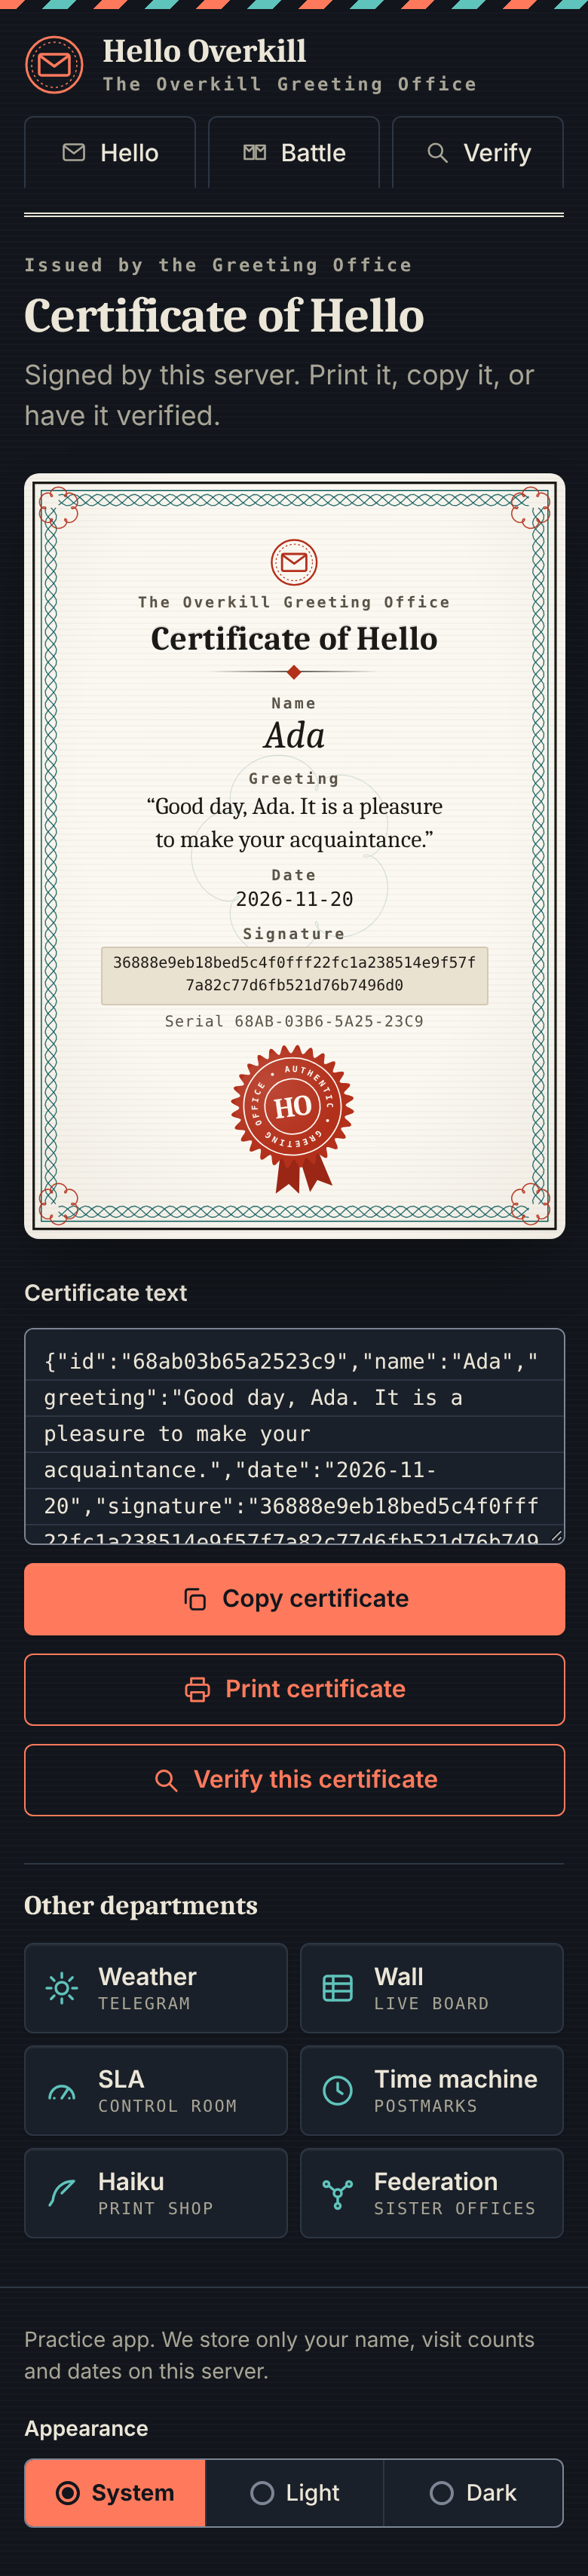 Hello Overkill
The Overkill Greeting Office
Hello
Battle
Verify
Issued by the Greeting Office
Certificate of Hello
Signed by this server. Print it, copy it, or
have it verified.
The Overkill Greeting Office
Certificate of Hello
Name
Ada
Greeting
“Good day, Ada. It is a pleasure
to make your acquaintance.”
Date
2026-11-20
Signature
36888e9eb18bed5c4f0fff22fc1a238514e9f57f
7a82c77d6fb521d76b7496d0
Serial 68AB-03B6-5A25-23C9
AUTHENTIC • GREETING OFFICE •
HO
Certificate text
{"id":"68ab03b65a2523c9","name":"Ada","
greeting":"Good day, Ada. It is a
pleasure to make your
acquaintance.","date":"2026-11-
20","signature":"36888e9eb18bed5c4f0fff
22fc1a238514e9f57f7a82c77d6fb521d76b749
Copy certificate
Print certificate
Verify this certificate
Other departments
Weather
TELEGRAM
Wall
LIVE BOARD
SLA
CONTROL ROOM
Time machine
POSTMARKS
Haiku
PRINT SHOP
Federation
SISTER OFFICES
Practice app. We store only your name, visit counts
and dates on this server.
Appearance
System
Light
Dark